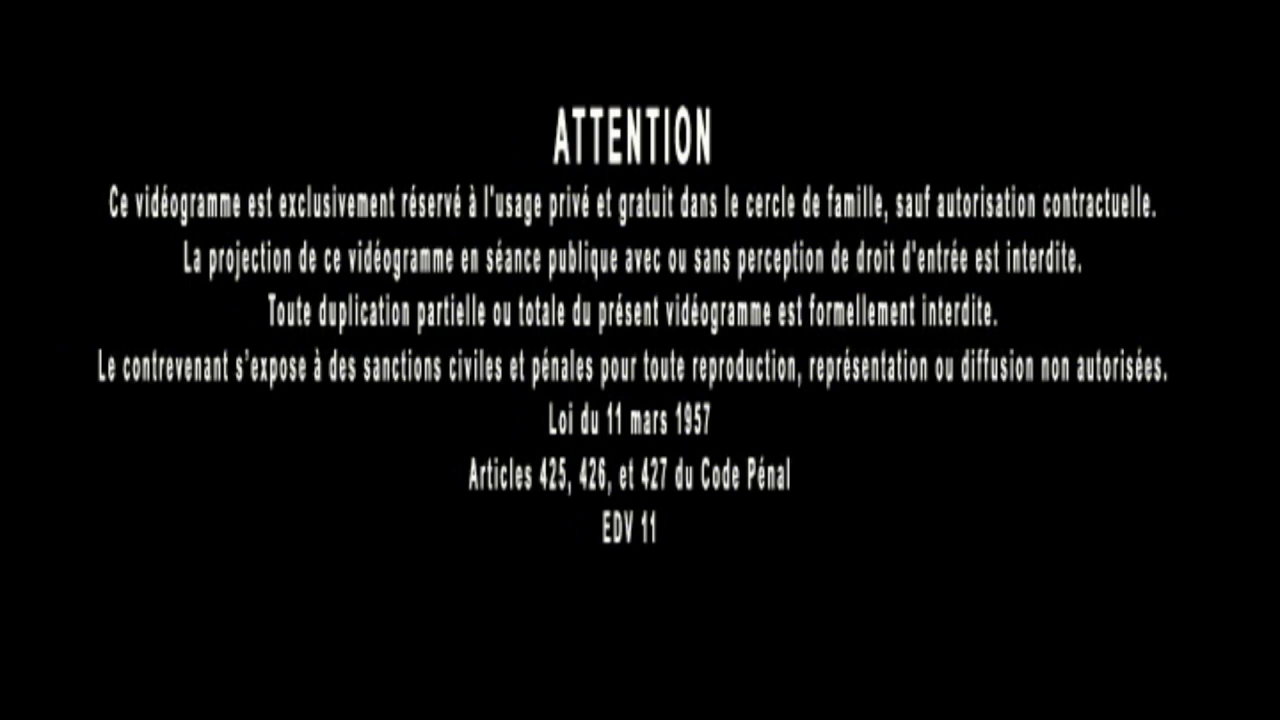 ATTENTION
Ce vidéogramme est exclusivement réservé à l'usage privé et gratuit dans le cercle de famille, sauf autorisation contractuelle.
La projection de ce vidéogramme en séance publique avec ou sans perception de droit d'entrée est interdite.
Toute duplication partielle ou totale du présent vidéogramme est formellement interdite.
Le contrevenant s'expose à des sanctions civiles et pénales pour toute reproduction, représentation ou diffusion non autorisées.
Loi du 11 mars 1957
Articles 425, 426, et 427 du Code Pénal
EDV 11